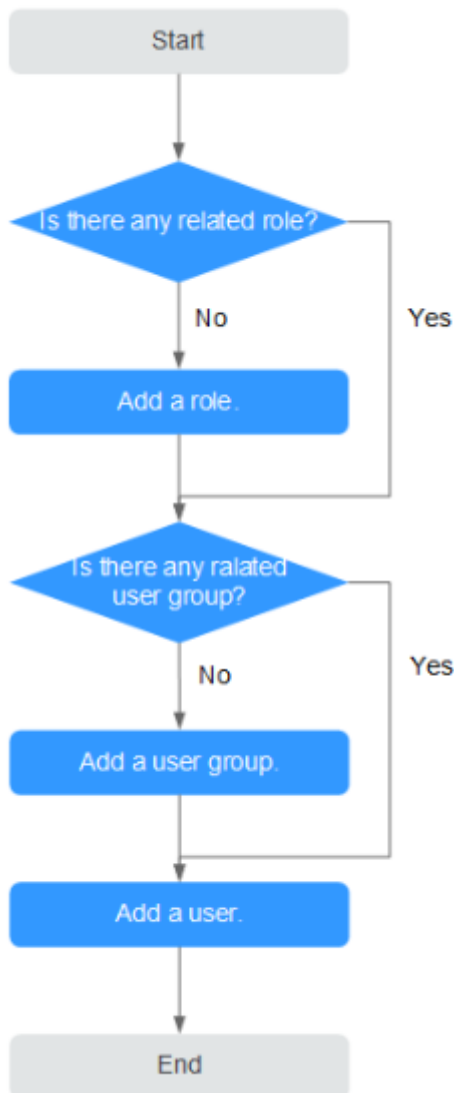 Start
Is there any related role?
No
Yes
Add a role.
Is there any ralated
user group?
No
Yes
Add a user group.
Add a user.
End